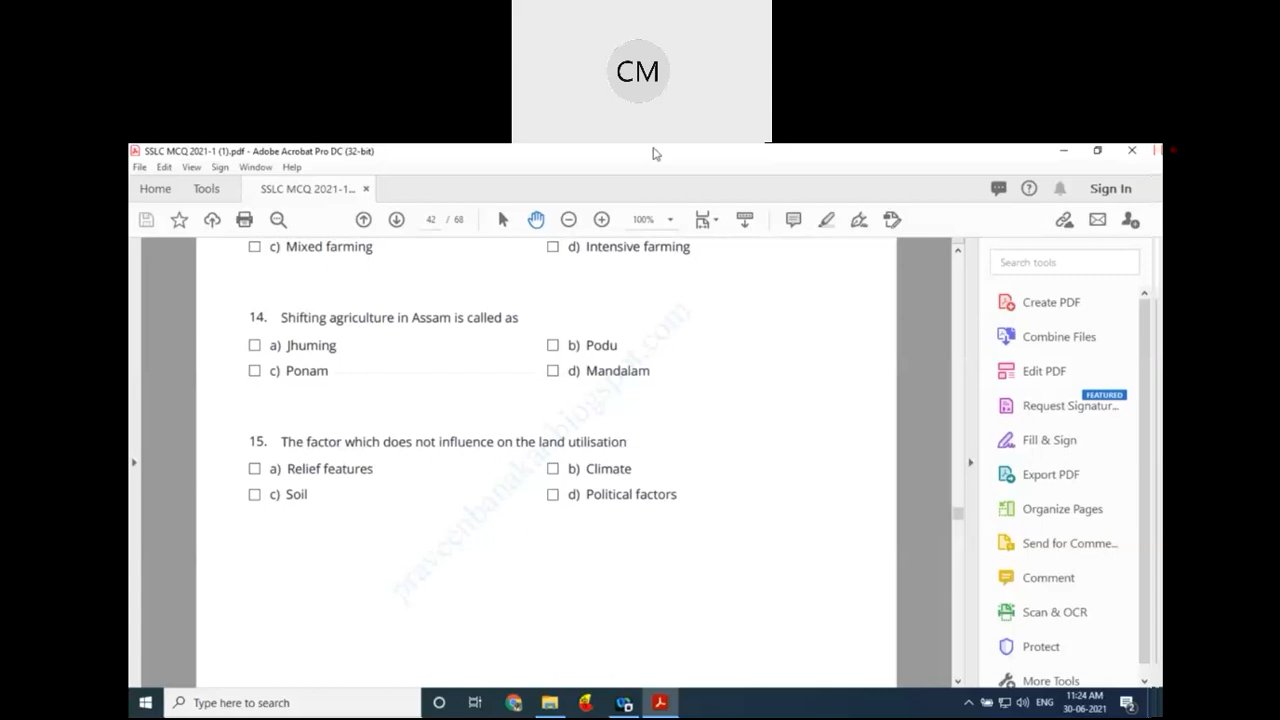 CM
SSLC MCQ 2021-1 (1).pdf - Adobe Acrobat Pro DC (32-bit)
File Edit View Sign Window Help
Home Tools SSLC MCQ 2021-1... × Sign In
42 / 68 100%
c) Mixed farming d) Intensive farming
Search tools
Create PDF
14. Shifting agriculture in Assam is called as
Combine Files
a) Jhuming b) Podu
c) Ponam d) Mandalam
Edit PDF
FEATURED
Request Signatur...
15. The factor which does not influence on the land utilisation
Fill & Sign
a) Relief features b) Climate
Export PDF
c) Soil d) Political factors
Organize Pages
Send for Comme...
Comment
Scan & OCR
Protect
More Tools
praveenbanakar.blogspot.com
Type here to search
ENG
11:24 AM
30-06-2021
2